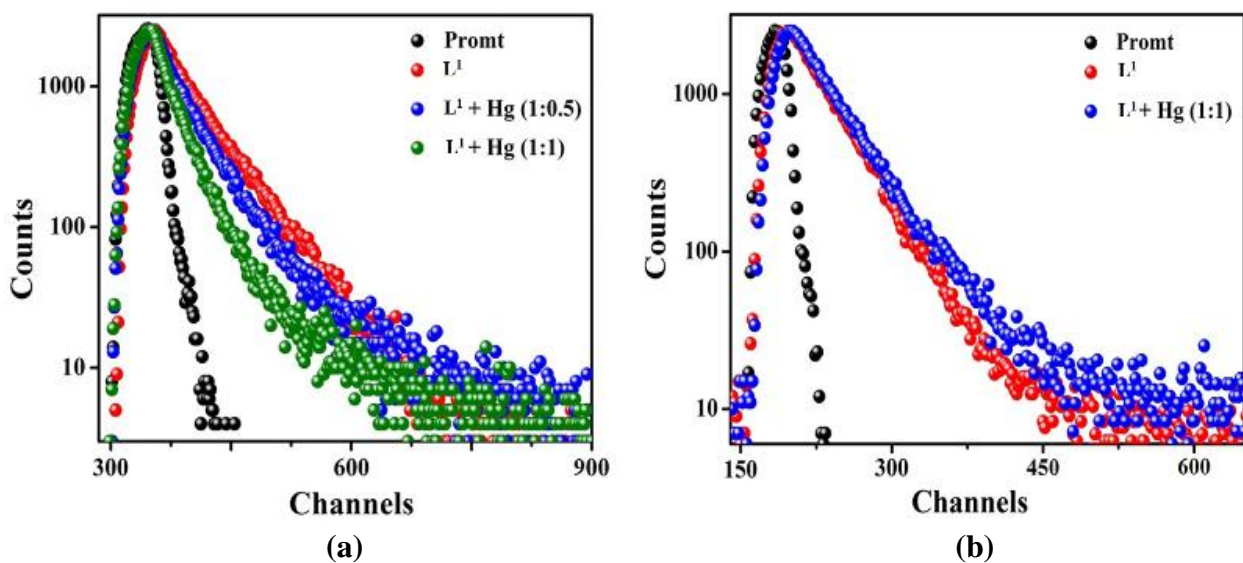 Promt
L¹
L¹ + Hg (1:0.5)
L¹ + Hg (1:1)
1000
100
10
Counts
300
600
900
Channels
(a)
Promt
L¹
L¹ + Hg (1:1)
1000
100
10
Counts
150
300
450
600
Channels
(b)